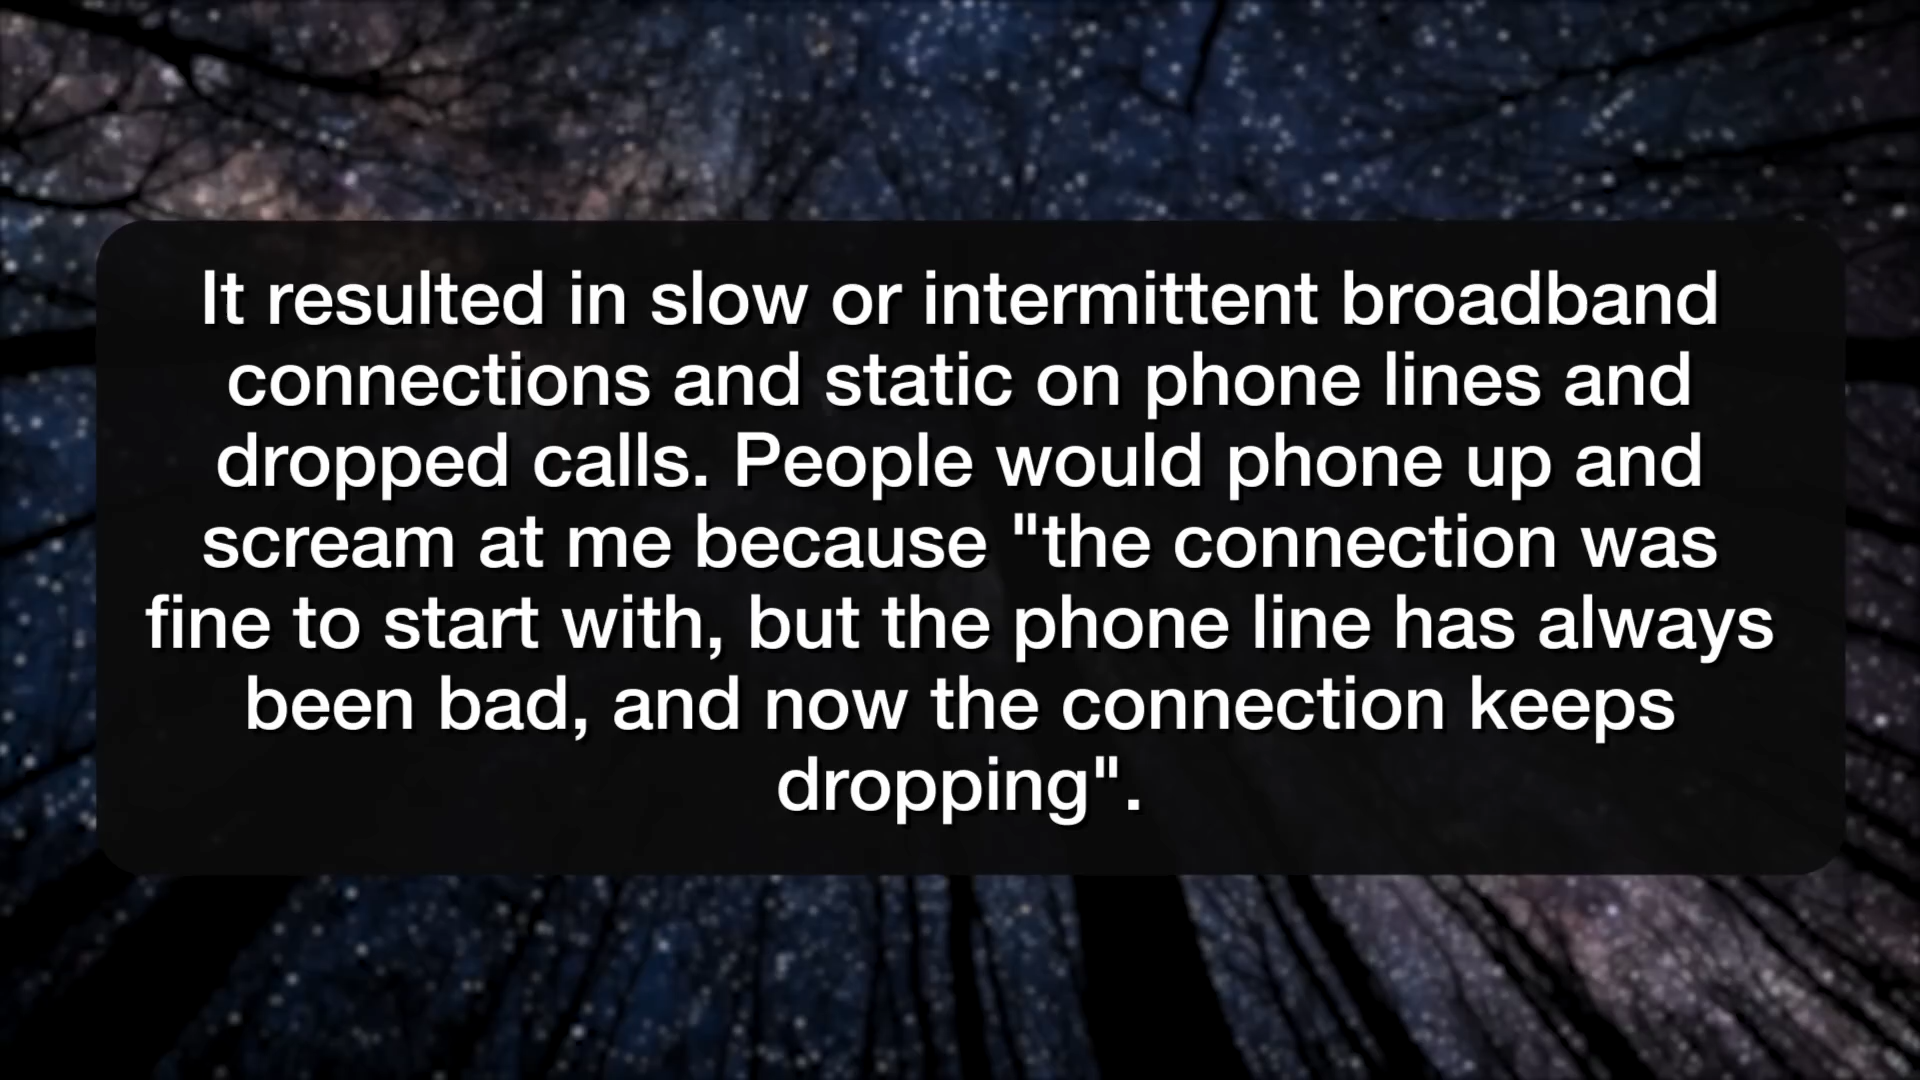 It resulted in slow or intermittent broadband
connections and static on phone lines and
dropped calls. People would phone up and
scream at me because "the connection was
fine to start with, but the phone line has always
been bad, and now the connection keeps
dropping".